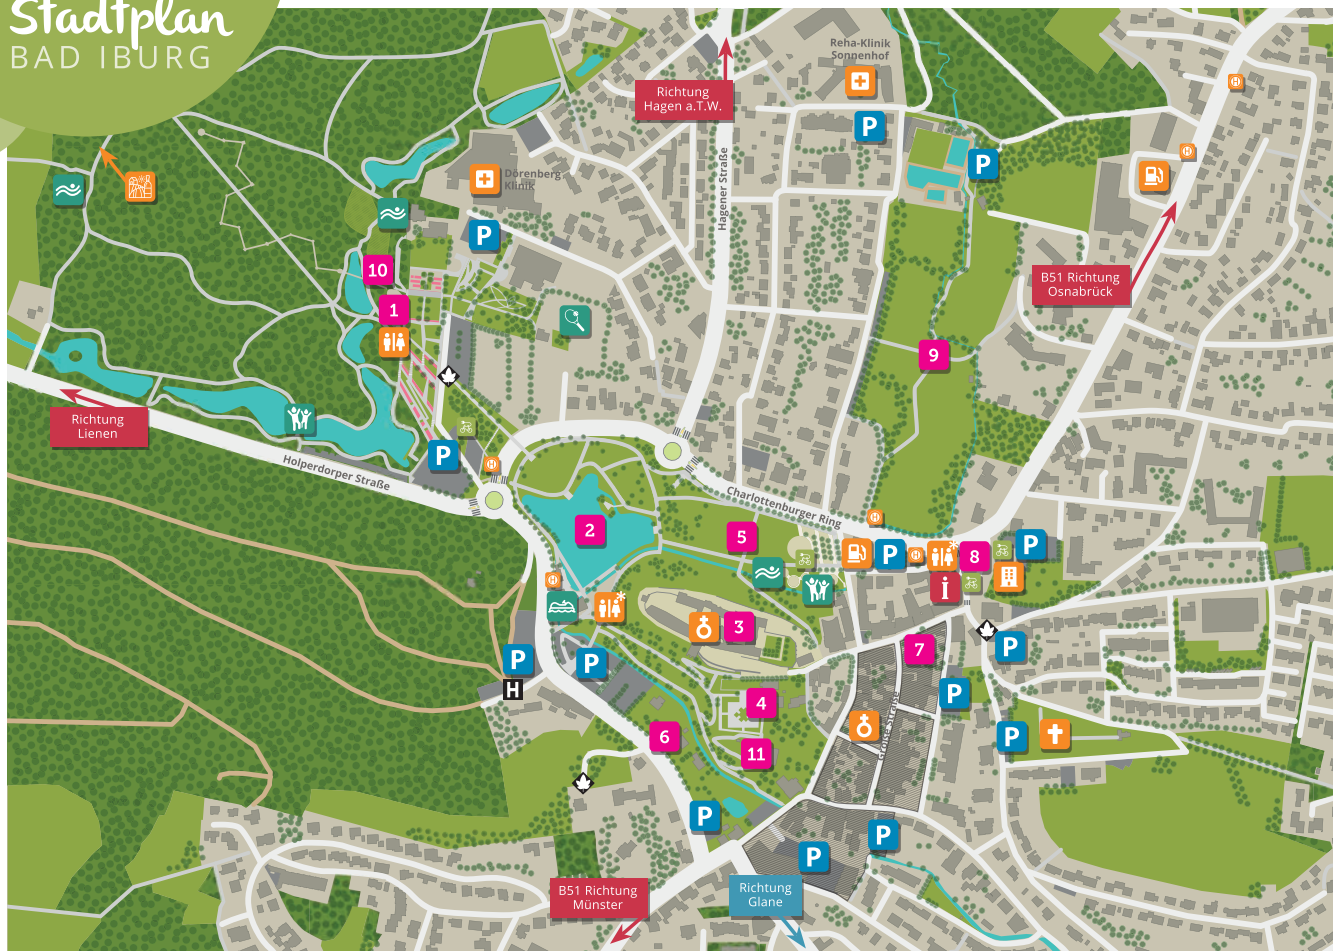 Stadtplan
BAD IBURG
Reha-Klinik
Sonnenhof
Richtung
Hagen a.T.W.
P
H
P
H
Hagener Straße
Dörenberg
Klinik
P
B51 Richtung
Osnabrück
10
1
9
Richtung
Lienen
Holperdorper Straße
P
H
Charlottenburger Ring
H
2
5
P
H
*
8
P
H
*
i
3
7
P
P
P
H
P
4
Große Straße
6
11
P
P
P
P
B51 Richtung
Münster
Richtung
Glane